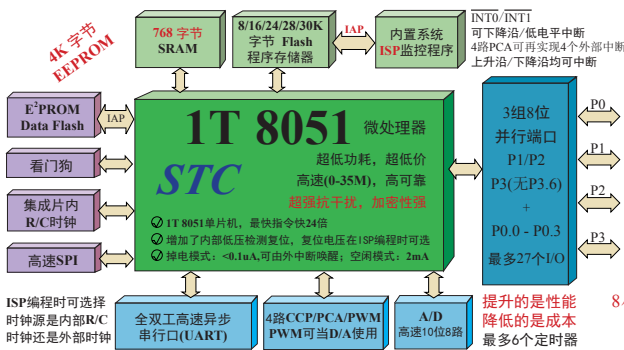 4K 字节
EEPROM
768 字节
SRAM
8/16/24/28/30K
字节 Flash
程序存储器
IAP
内置系统
ISP监控程序
INT0/INT1
可下降沿/低电平中断
4路PCA可再实现4个外部中断
上升沿/下降沿均可中断
E²PROM
Data Flash
IAP
看门狗
集成片内
R/C时钟
高速SPI
1T 8051 微处理器
STC
超低功耗，超低价
高速(0-35M)，高可靠
超强抗干扰，加密性强
1T 8051单片机，最快指令快24倍
增加了内部低压检测复位，复位电压在ISP编程时可选
掉电模式：<0.1uA,可由外中断唤醒；空闲模式：2mA
3组8位
并行端口
P1/P2
P3(无P3.6)
+
P0.0 - P0.3
最多27个I/O
P0
P1
P2
P3
ISP编程时可选择
时钟源是内部R/C
时钟还是外部时钟
全双工高速异步
串行口(UART)
4路CCP/PCA/PWM
PWM可当D/A使用
A/D
高速10位8路
提升的是性能
降低的是成本
最多6个定时器
8